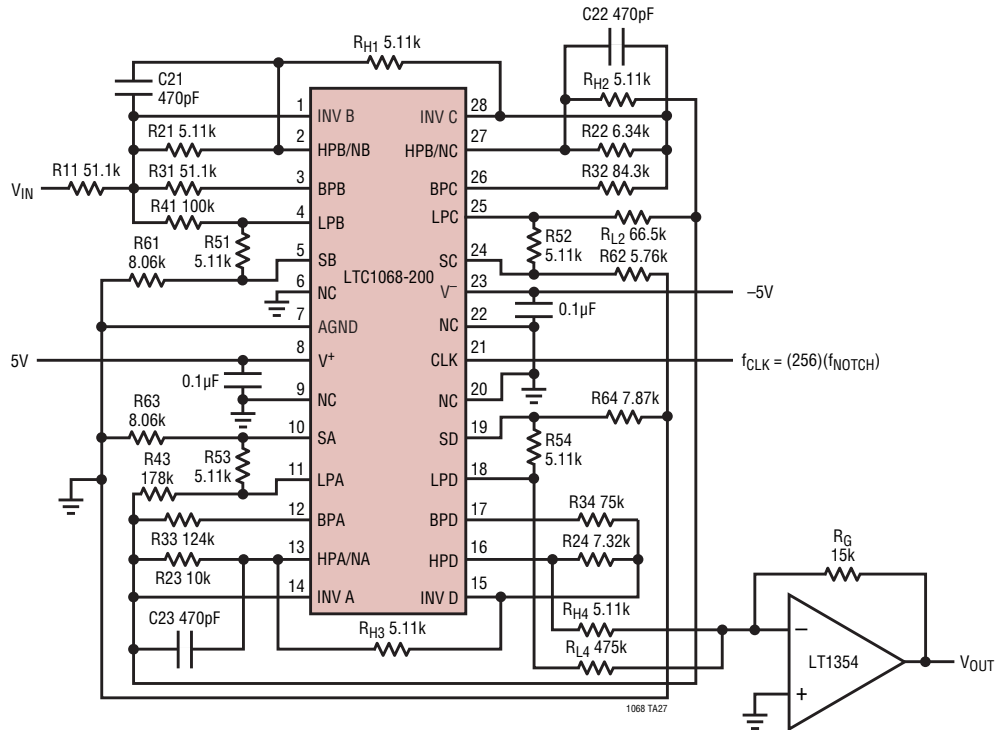 C22 470pF
RH1 5.11k
C21
470pF
RH2 5.11k
1
INV B
INV C
28
R21 5.11k
2
HPB/NB
HPB/NC
27
R22 6.34k
VIN
R11 51.1k
R31 51.1k
3
BPB
BPC
26
R32 84.3k
R41 100k
4
LPB
LPC
25
RL2 66.5k
R61
8.06k
R51
5.11k
5
SB
LTC1068-200
SC
24
R52
5.11k
R62 5.76k
6
NC
V–
23
–5V
7
AGND
NC
22
0.1µF
5V
8
V+
CLK
21
fCLK = (256)(fNOTCH)
0.1µF
9
NC
NC
20
R63
8.06k
10
SA
SD
19
R64 7.87k
R43
178k
R53
5.11k
11
LPA
LPD
18
R54
5.11k
12
BPA
BPD
17
R34 75k
R33 124k
13
HPA/NA
HPD
16
R24 7.32k
R23 10k
14
INV A
INV D
15
RG
15k
C23 470pF
RH3 5.11k
RH4 5.11k
RL4 475k
–
+
LT1354
VOUT
1068 TA27